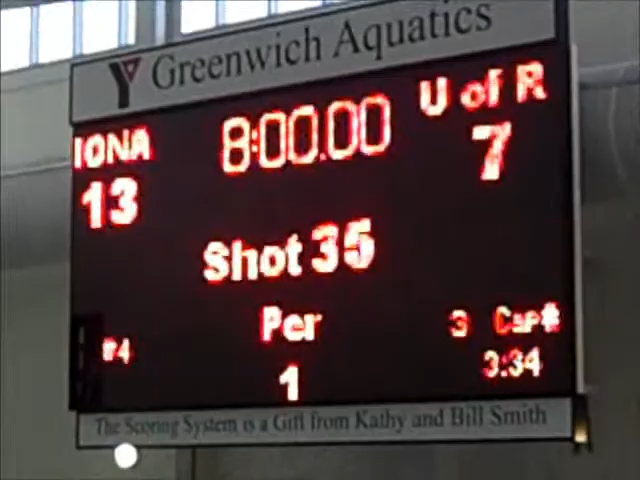 Y Greenwich Aquatics
IONA 8:00.00 U of R
13 7
Shot 35
Per 3 Cap#
#4 3:34
1
The Scoring System is a Gift from Kathy and Bill Smith